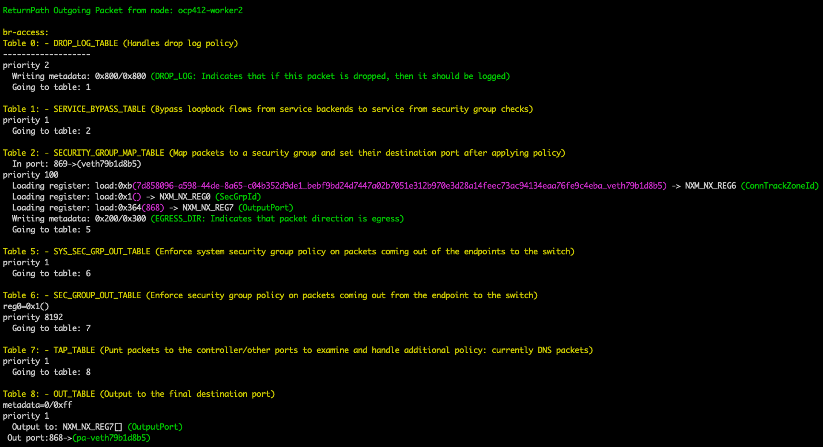 ReturnPath Outgoing Packet from node: ocp412-worker2
br-access:
Table 0: - DROP_LOG_TABLE (Handles drop log policy)
-------------------
priority 2
Writing metadata: 0x800/0x800 (DROP_LOG: Indicates that if this packet is dropped, then it should be logged)
Going to table: 1
Table 1: - SERVICE_BYPASS_TABLE (Bypass loopback flows from service backends to service from security group checks)
priority 1
Going to table: 2
Table 2: - SECURITY_GROUP_MAP_TABLE (Map packets to a security group and set their destination port after applying policy)
In port: 869->(veth79b1d8b5)
priority 100
Loading register: load:0xb(7d858096-a598-44de-8a65-c04b352d9de1_bebf9bd24d7447a02b7051e312b970e3d28a14feec73ac94134eaa76fe9c4eba_veth79b1d8b5) -> NXM_NX_REG6 (ConnTrackZoneId)
Loading register: load:0x1() -> NXM_NX_REG0 (SecGrpId)
Loading register: load:0x364(868) -> NXM_NX_REG7 (OutputPort)
Writing metadata: 0x200/0x300 (EGRESS_DIR: Indicates that packet direction is egress)
Going to table: 5
Table 5: - SYS_SEC_GRP_OUT_TABLE (Enforce system security group policy on packets coming out of the endpoints to the switch)
priority 1
Going to table: 6
Table 6: - SEC_GROUP_OUT_TABLE (Enforce security group policy on packets coming out from the endpoint to the switch)
reg0=0x1()
priority 8192
Going to table: 7
Table 7: - TAP_TABLE (Punt packets to the controller/other ports to examine and handle additional policy: currently DNS packets)
priority 1
Going to table: 8
Table 8: - OUT_TABLE (Output to the final destination port)
metadata=0/0xff
priority 1
Output to: NXM_NX_REG7[] (OutputPort)
Out port:868->(pa-veth79b1d8b5)